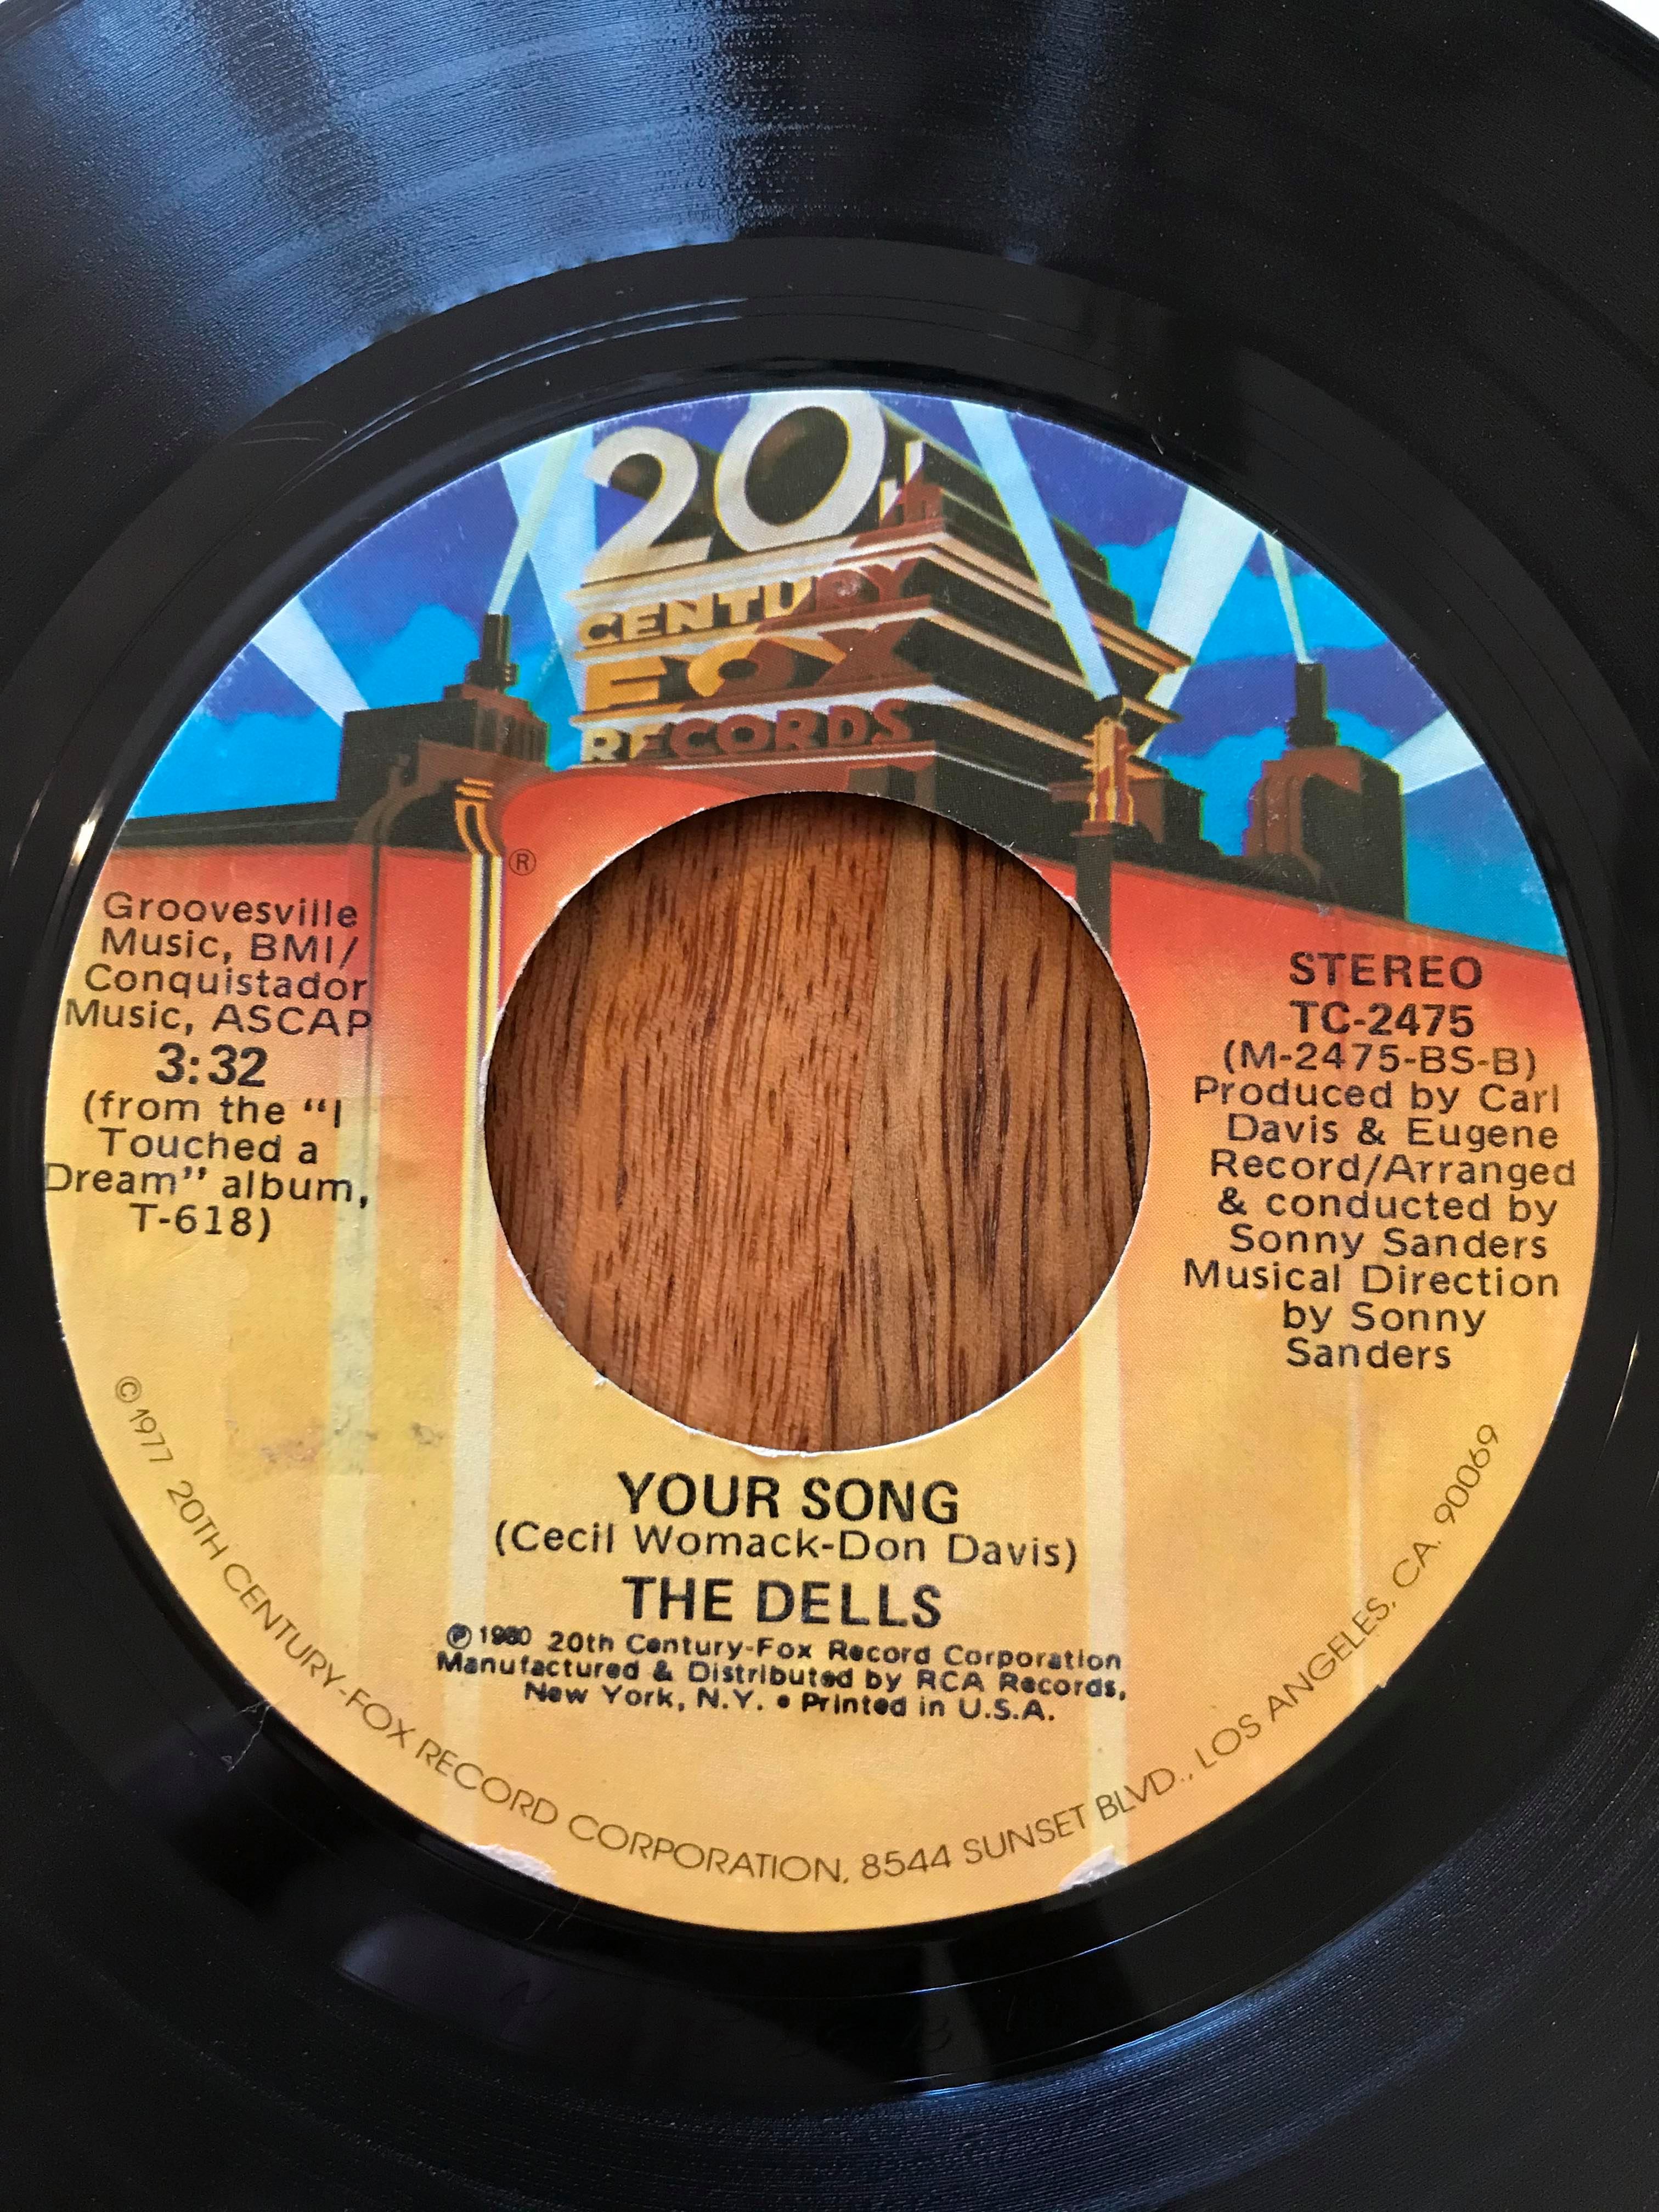 20th
CENTURY
FOX
RECORDS
®
Groovesville
Music, BMI/
Conquistador
Music, ASCAP
3:32
(from the “I
Touched a
Dream” album,
T-618)
STEREO
TC-2475
(M-2475-BS-B)
Produced by Carl
Davis & Eugene
Record/Arranged
& conducted by
Sonny Sanders
Musical Direction
by Sonny
Sanders
YOUR SONG
(Cecil Womack-Don Davis)
THE DELLS
℗ 1980 20th Century-Fox Record Corporation
Manufactured & Distributed by RCA Records,
New York, N.Y. • Printed in U.S.A.
© 1977 20TH CENTURY-FOX RECORD CORPORATION, 8544 SUNSET BLVD., LOS ANGELES, CA. 90069